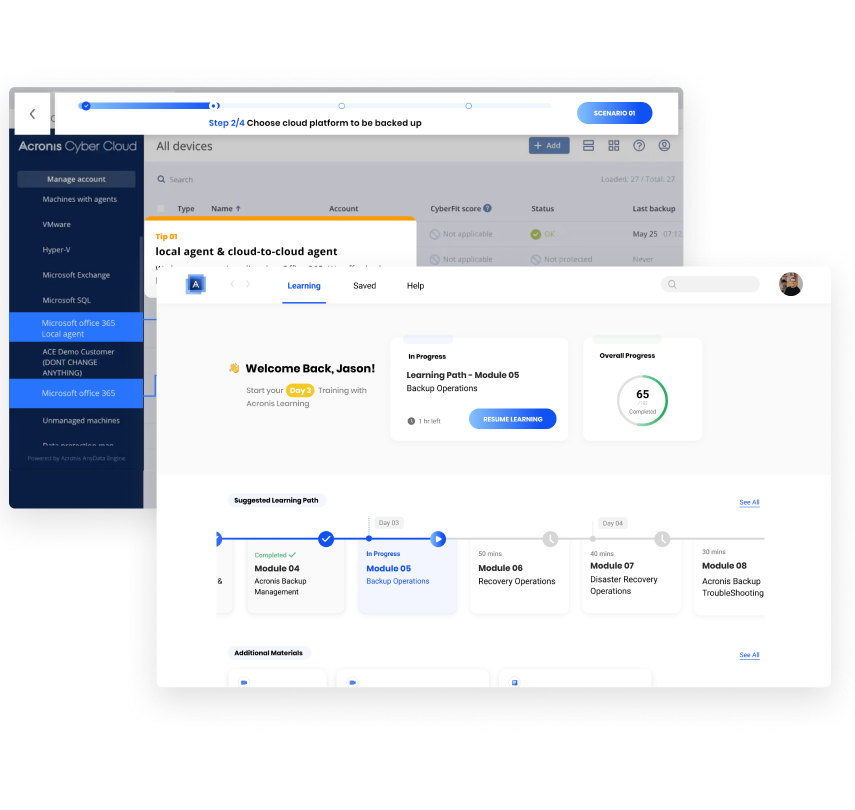 Step 2/4 Choose cloud platform to be backed up
SCENARIO 01
Acronis Cyber Cloud
All devices
Add
Manage account
Search
Loaded: 27 / Total: 27
Machines with agents
Type Name Account CyberFit score Status Last backup
VMware
Not applicable OK May 25 07:12
Hyper-V
Not applicable Not protected Never
Tip 01
local agent & cloud-to-cloud agent
Microsoft Exchange
Microsoft SQL
Microsoft office 365
Local agent
ACE Demo Customer
(DONT CHANGE
ANYTHING)
Microsoft office 365
Unmanaged machines
Data protection map
Powered by Acronis AnyData Engine
A
Learning Saved Help
👋 Welcome Back, Jason!
Start your Day 3 Training with
Acronis Learning
In Progress
Learning Path - Module 05
Backup Operations
1 hr left
RESUME LEARNING
Overall Progress
65
/100
Completed
Suggested Learning Path
See All
Day 03
Day 04
&
Completed
Module 04
Acronis Backup
Management
In Progress
Module 05
Backup Operations
50 mins
Module 06
Recovery Operations
40 mins
Module 07
Disaster Recovery
Operations
30 mins
Module 08
Acronis Backup
TroubleShooting
Additional Materials
See All